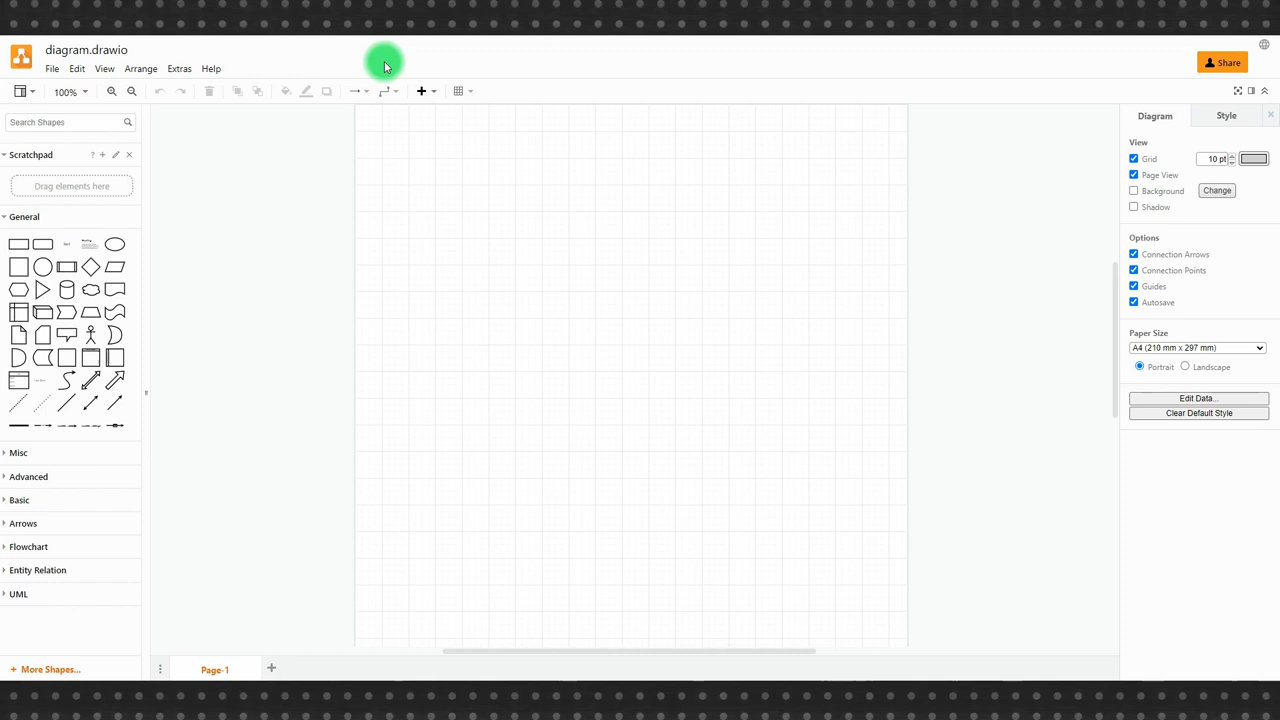 diagram.drawio
File Edit View Arrange Extras Help
Share
100%
Search Shapes
Scratchpad
?
Drag elements here
General
Misc
Advanced
Basic
Arrows
Flowchart
Entity Relation
UML
+ More Shapes...
Page-1
Diagram Style
View
Grid 10 pt
Page View
Background Change
Shadow
Options
Connection Arrows
Connection Points
Guides
Autosave
Paper Size
A4 (210 mm x 297 mm)
Portrait Landscape
Edit Data...
Clear Default Style